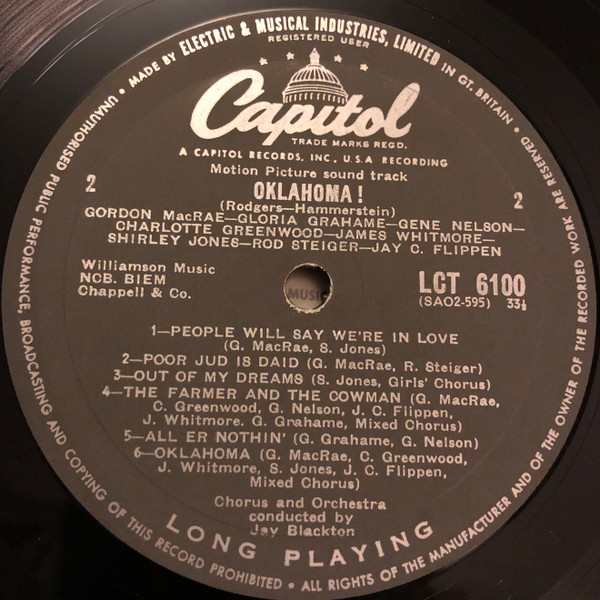 • MADE BY ELECTRIC & MUSICAL INDUSTRIES, LIMITED IN GT. BRITAIN •
REGISTERED USER
Capitol
TRADE MARKS REGD.
A CAPITOL RECORDS, INC., U.S.A RECORDING
Motion Picture sound track
OKLAHOMA!
2
2
(Rodgers—Hammerstein)
GORDON MacRAE—GLORIA GRAHAME—GENE NELSON—
CHARLOTTE GREENWOOD—JAMES WHITMORE—
SHIRLEY JONES—ROD STEIGER—JAY C. FLIPPEN
Williamson Music
NCB. BIEM
Chappell & Co.
MUSIC
LCT 6100
(SAO2-595) 33⅓
1—PEOPLE WILL SAY WE'RE IN LOVE
(G. MacRAE, S. Jones)
2—POOR JUD IS DAID (G. MacRAE, R. Steiger)
3—OUT OF MY DREAMS (S. Jones, Girls' Chorus)
4—THE FARMER AND THE COWMAN (G. MacRAE,
C. Greenwood, G. Nelson, J. C. Flippen,
J. Whitmore. G. Grahame, Mixed Chorus)
5—ALL ER NOTHIN' (G. Grahame, G. Nelson)
6—OKLAHOMA (G. MacRAE, C. Greenwood,
J. Whitmore, S. Jones, J. C. Flippen,
Mixed Chorus)
Chorus and Orchestra
conducted by
Jay Blackton
LONG PLAYING
UNAUTHORISED PUBLIC PERFORMANCE, BROADCASTING AND COPYING OF THIS RECORD PROHIBITED • ALL RIGHTS OF THE MANUFACTURER AND OF THE OWNER OF THE RECORDED WORK ARE RESERVED